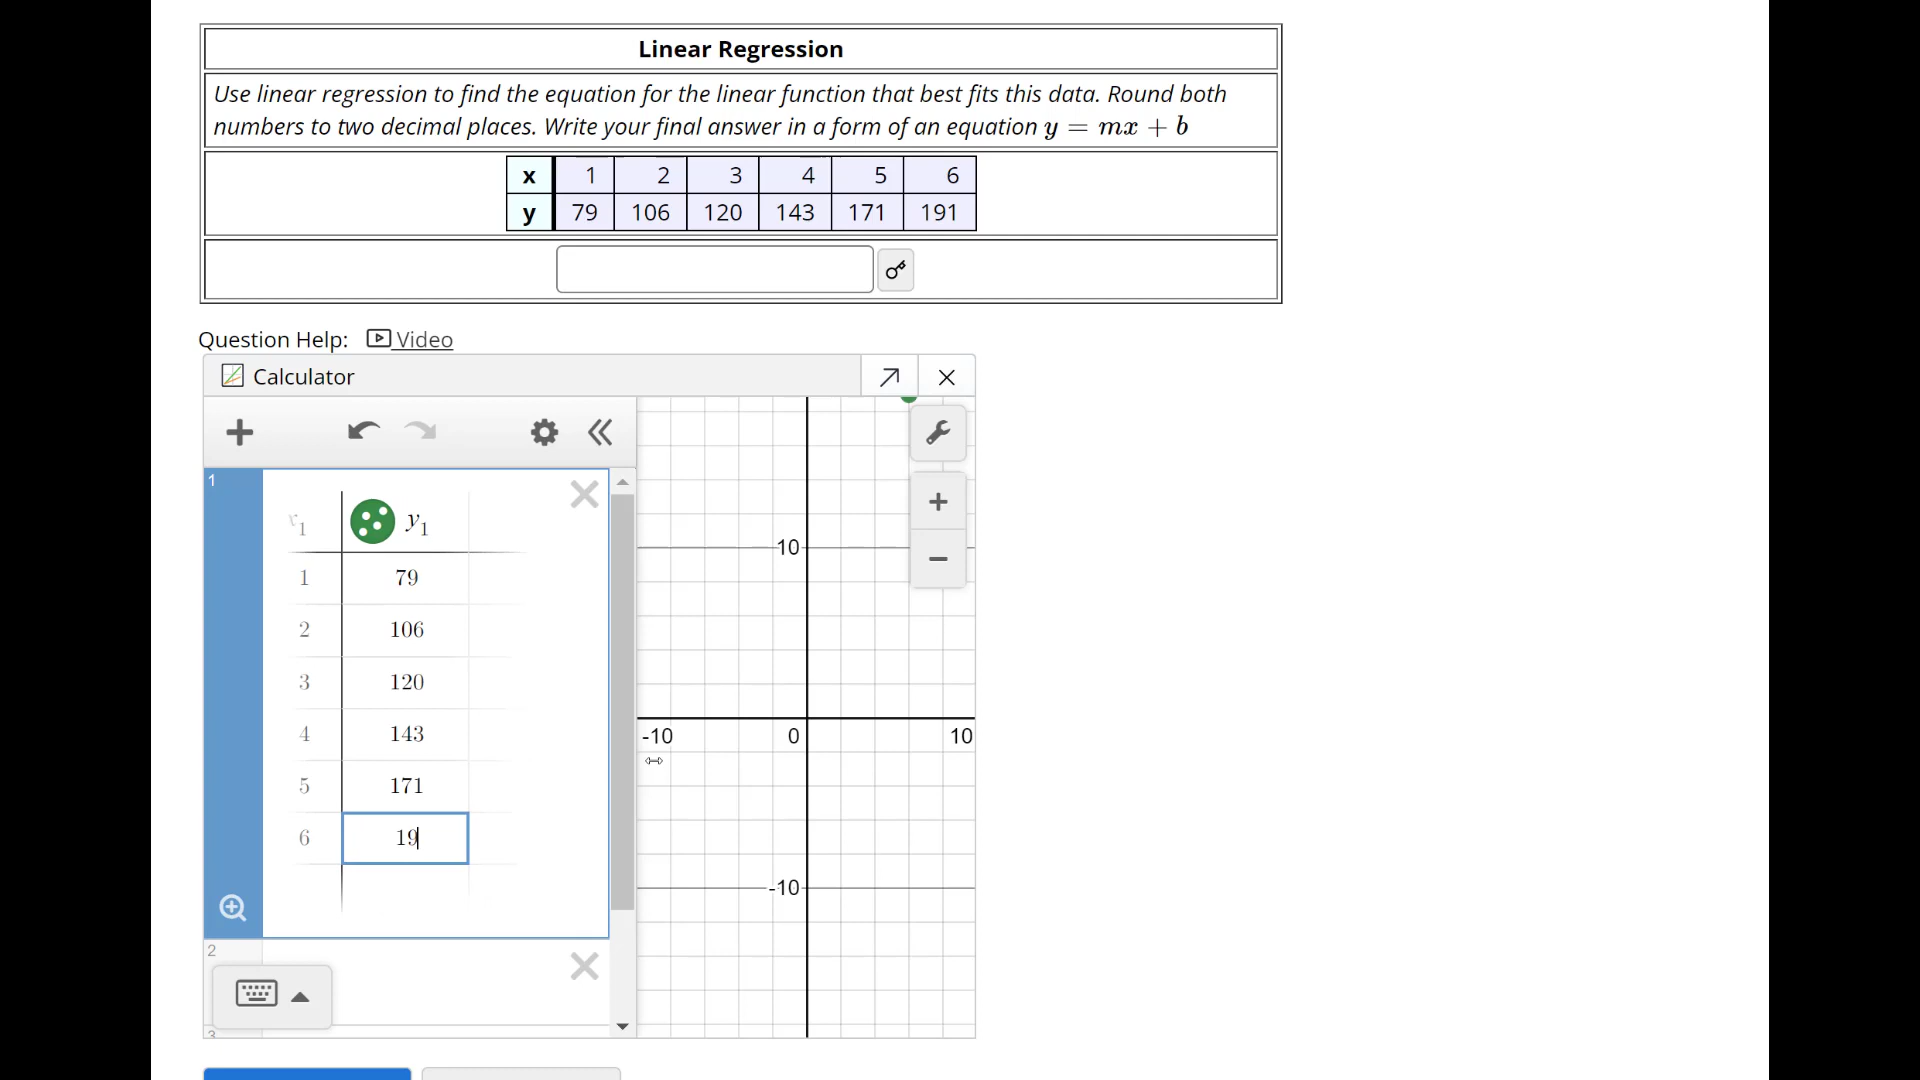 Linear Regression
Use linear regression to find the equation for the linear function that best fits this data. Round both
numbers to two decimal places. Write your final answer in a form of an equation y = mx + b
x 1 2 3 4 5 6
y 79 106 120 143 171 191
Question Help: Video
Calculator
1
x1 y1
1 79
2 106
3 120
4 143
5 171
6 19
2
3
10
-10 0 10
-10